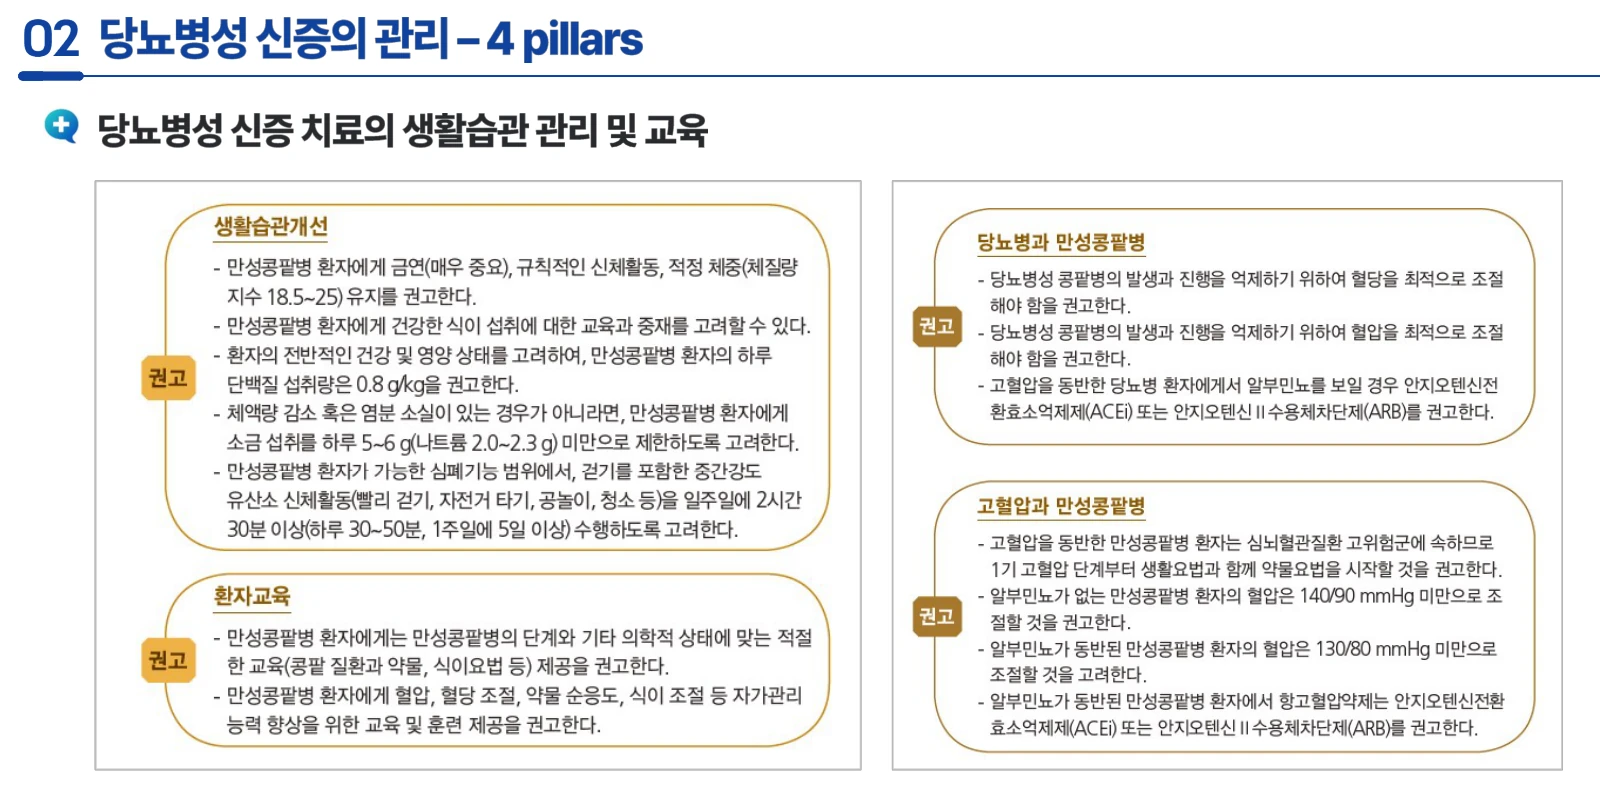 02 당뇨병성 신증의 관리 – 4 pillars
당뇨병성 신증 치료의 생활습관 관리 및 교육
생활습관개선
- 만성콩팥병 환자에게 금연(매우 중요), 규칙적인 신체활동, 적정 체중(체질량
지수 18.5~25) 유지를 권고한다.
- 만성콩팥병 환자에게 건강한 식이 섭취에 대한 교육과 중재를 고려할 수 있다.
- 환자의 전반적인 건강 및 영양 상태를 고려하여, 만성콩팥병 환자의 하루
단백질 섭취량은 0.8 g/kg을 권고한다.
권고
- 체액량 감소 혹은 염분 소실이 있는 경우가 아니라면, 만성콩팥병 환자에게
소금 섭취를 하루 5~6 g(나트륨 2.0~2.3 g) 미만으로 제한하도록 고려한다.
- 만성콩팥병 환자가 가능한 심폐기능 범위에서, 걷기를 포함한 중간강도
유산소 신체활동(빨리 걷기, 자전거 타기, 공놀이, 청소 등)을 일주일에 2시간
30분 이상(하루 30~50분, 1주일에 5일 이상) 수행하도록 고려한다.
환자교육
- 만성콩팥병 환자에게는 만성콩팥병의 단계와 기타 의학적 상태에 맞는 적절
한 교육(콩팥 질환과 약물, 식이요법 등) 제공을 권고한다.
권고
- 만성콩팥병 환자에게 혈압, 혈당 조절, 약물 순응도, 식이 조절 등 자가관리
능력 향상을 위한 교육 및 훈련 제공을 권고한다.
당뇨병과 만성콩팥병
- 당뇨병성 콩팥병의 발생과 진행을 억제하기 위하여 혈당을 최적으로 조절
해야 함을 권고한다.
권고
- 당뇨병성 콩팥병의 발생과 진행을 억제하기 위하여 혈압을 최적으로 조절
해야 함을 권고한다.
- 고혈압을 동반한 당뇨병 환자에게서 알부민뇨를 보일 경우 안지오텐신전
환효소억제제(ACEi) 또는 안지오텐신 II 수용체차단제(ARB)를 권고한다.
고혈압과 만성콩팥병
- 고혈압을 동반한 만성콩팥병 환자는 심뇌혈관질환 고위험군에 속하므로
1기 고혈압 단계부터 생활요법과 함께 약물요법을 시작할 것을 권고한다.
- 알부민뇨가 없는 만성콩팥병 환자의 혈압은 140/90 mmHg 미만으로 조
절할 것을 권고한다.
권고
- 알부민뇨가 동반된 만성콩팥병 환자의 혈압은 130/80 mmHg 미만으로
조절할 것을 고려한다.
- 알부민뇨가 동반된 만성콩팥병 환자에서 항고혈압약제는 안지오텐신전환
효소억제제(ACEi) 또는 안지오텐신 II 수용체차단제(ARB)를 권고한다.